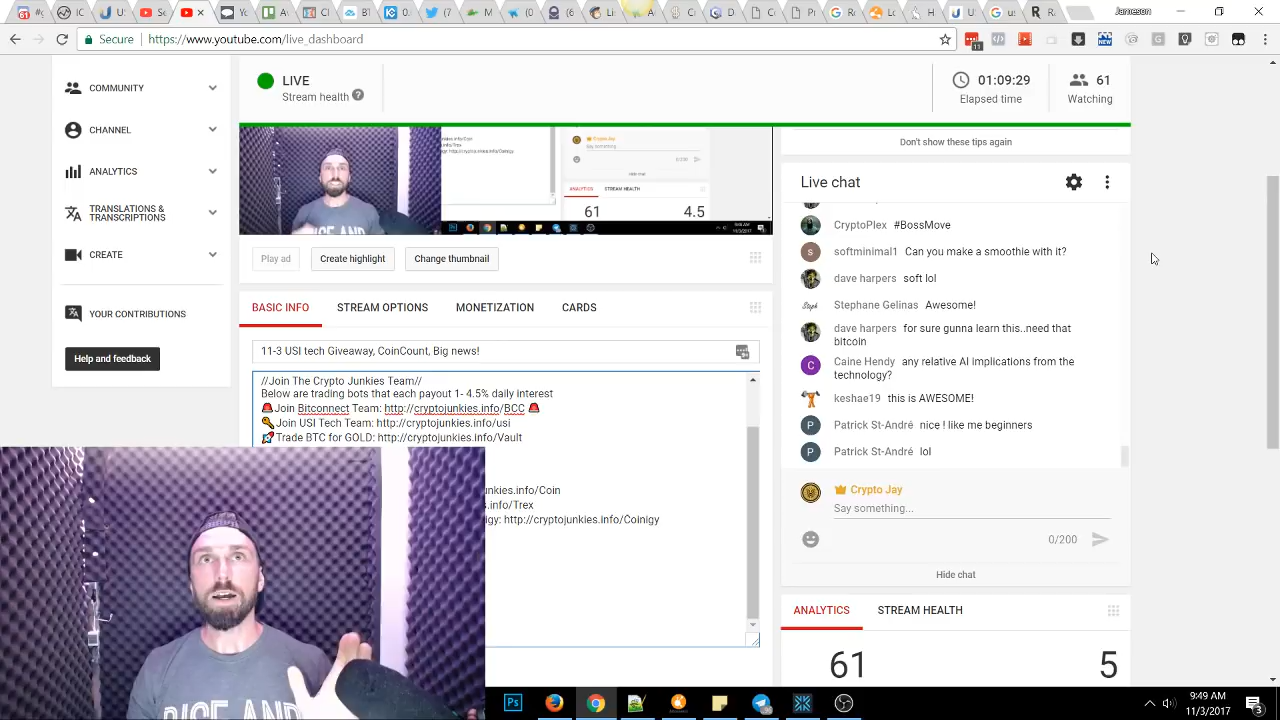 Jameson
Secure
https://www.youtube.com/live_dashboard
11
NEW
COMMUNITY
CHANNEL
ANALYTICS
TRANSLATIONS &
TRANSCRIPTIONS
CREATE
YOUR CONTRIBUTIONS
Help and feedback
LIVE
Stream health
01:09:29
Elapsed time
61
Watching
ANALYTICS
STREAM HEALTH
61
4.5
Play ad
Create highlight
Change thumbnail
BASIC INFO
STREAM OPTIONS
MONETIZATION
CARDS
11-3 USI tech Giveaway, CoinCount, Big news!
//Join The Crypto Junkies Team//
Below are trading bots that each payout 1- 4.5% daily interest
Join Bitconnect Team: http://cryptojunkies.info/BCC
Join USI Tech Team: http://cryptojunkies.info/usi
Trade BTC for GOLD: http://cryptojunkies.info/Vault
unkies.info/Coin
s.info/Trex
igy: http://cryptojunkies.info/Coinigy
Don't show these tips again
Live chat
CryptoPlex #BossMove
softminimal1 Can you make a smoothie with it?
dave harpers soft lol
Stephane Gelinas Awesome!
dave harpers for sure gunna learn this..need that
bitcoin
Caine Hendy any relative AI implications from the
technology?
keshae19 this is AWESOME!
Patrick St-André nice ! like me beginners
Patrick St-André lol
Crypto Jay
Say something...
0/200
Hide chat
ANALYTICS
STREAM HEALTH
61
5
RISE AND
Ps
9:49 AM
11/3/2017